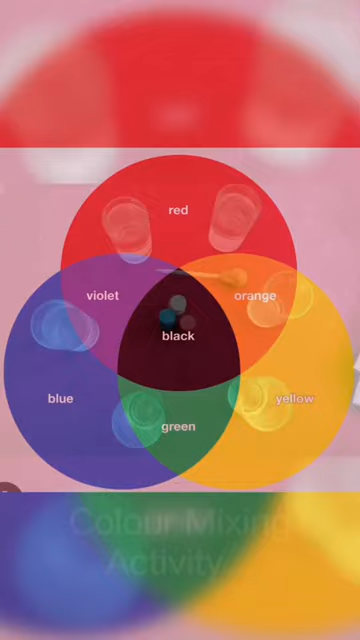 red
violet
orange
black
blue
yellow
green
Colour Mixing
Activity